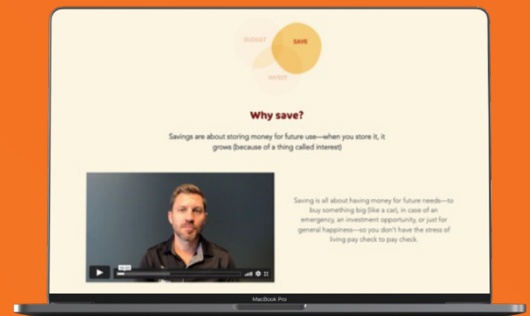 BUDGET
SAVE
INVEST
Why save?
Savings are about storing money for future use—when you store it, it
grows (because of a thing called interest)
Saving is all about having money for future needs—to
buy something big (like a car), in case of an
emergency, an investment opportunity, or just for
general happiness—so you don't have the stress of
living pay check to pay check.
MacBook Pro